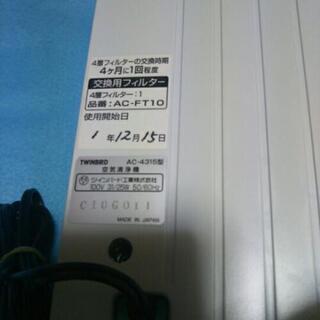 4層フィルターの交換時期
4ヶ月に1回程度
交換用フィルター
4層フィルター:1
品番:AC-FT10
使用開始日
1年12月15日
TWINBIRD AC-4315型
空気清浄機
ツインバード工業株式会社
100V 31/25W 50/60Hz
C10G011
MADE IN JAPAN